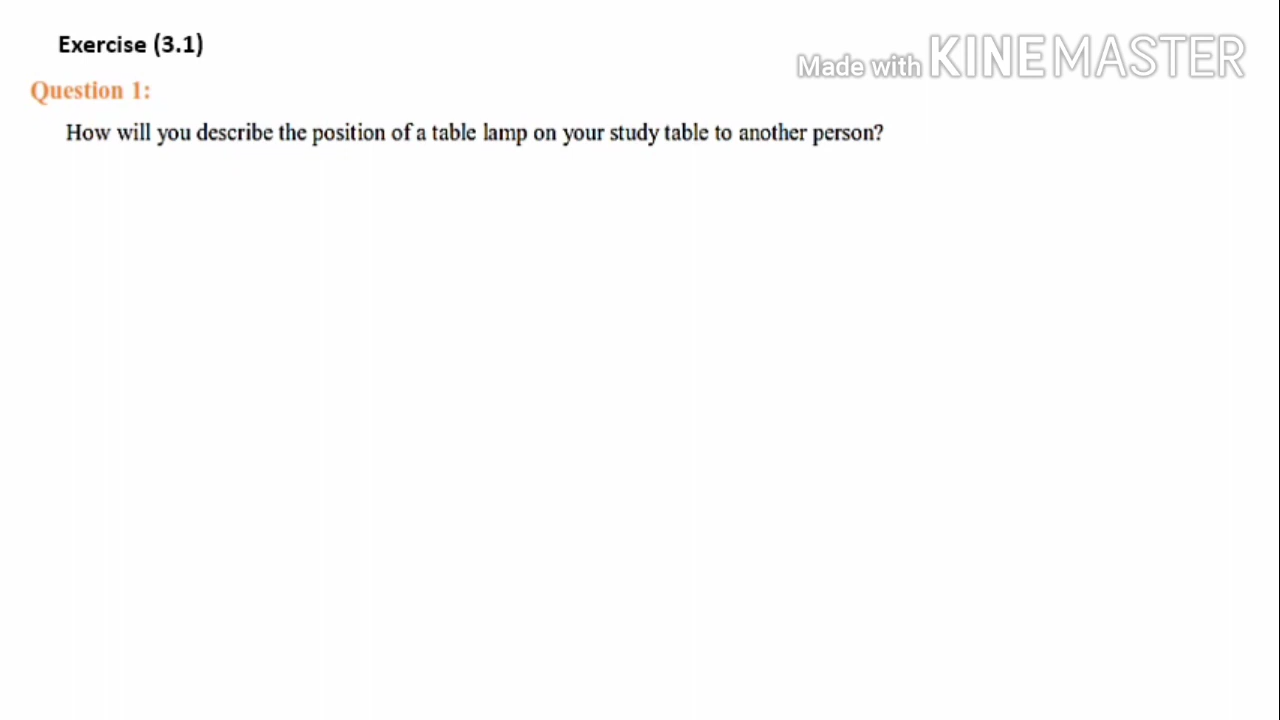 Exercise (3.1)
Made with KINEMASTER
Question 1:
How will you describe the position of a table lamp on your study table to another person?